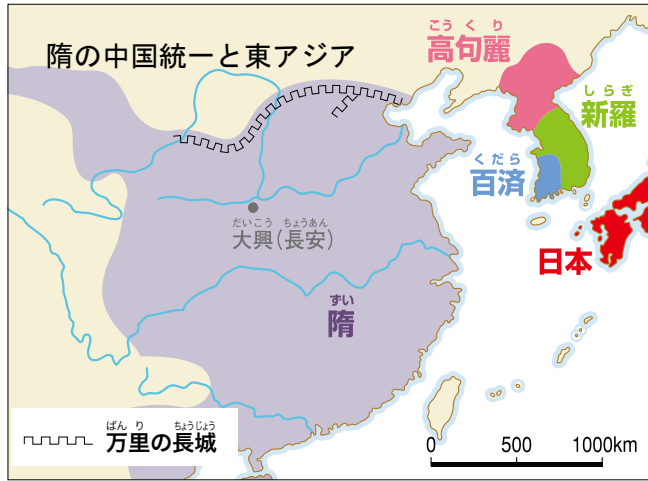 隋の中国統一と東アジア
こうくり
高句麗
しらぎ
新羅
くだら
百済
だいこう ちょうあん
大興(長安)
日本
ずい
隋
ばんり ちょうじょう
万里の長城
0 500 1000km